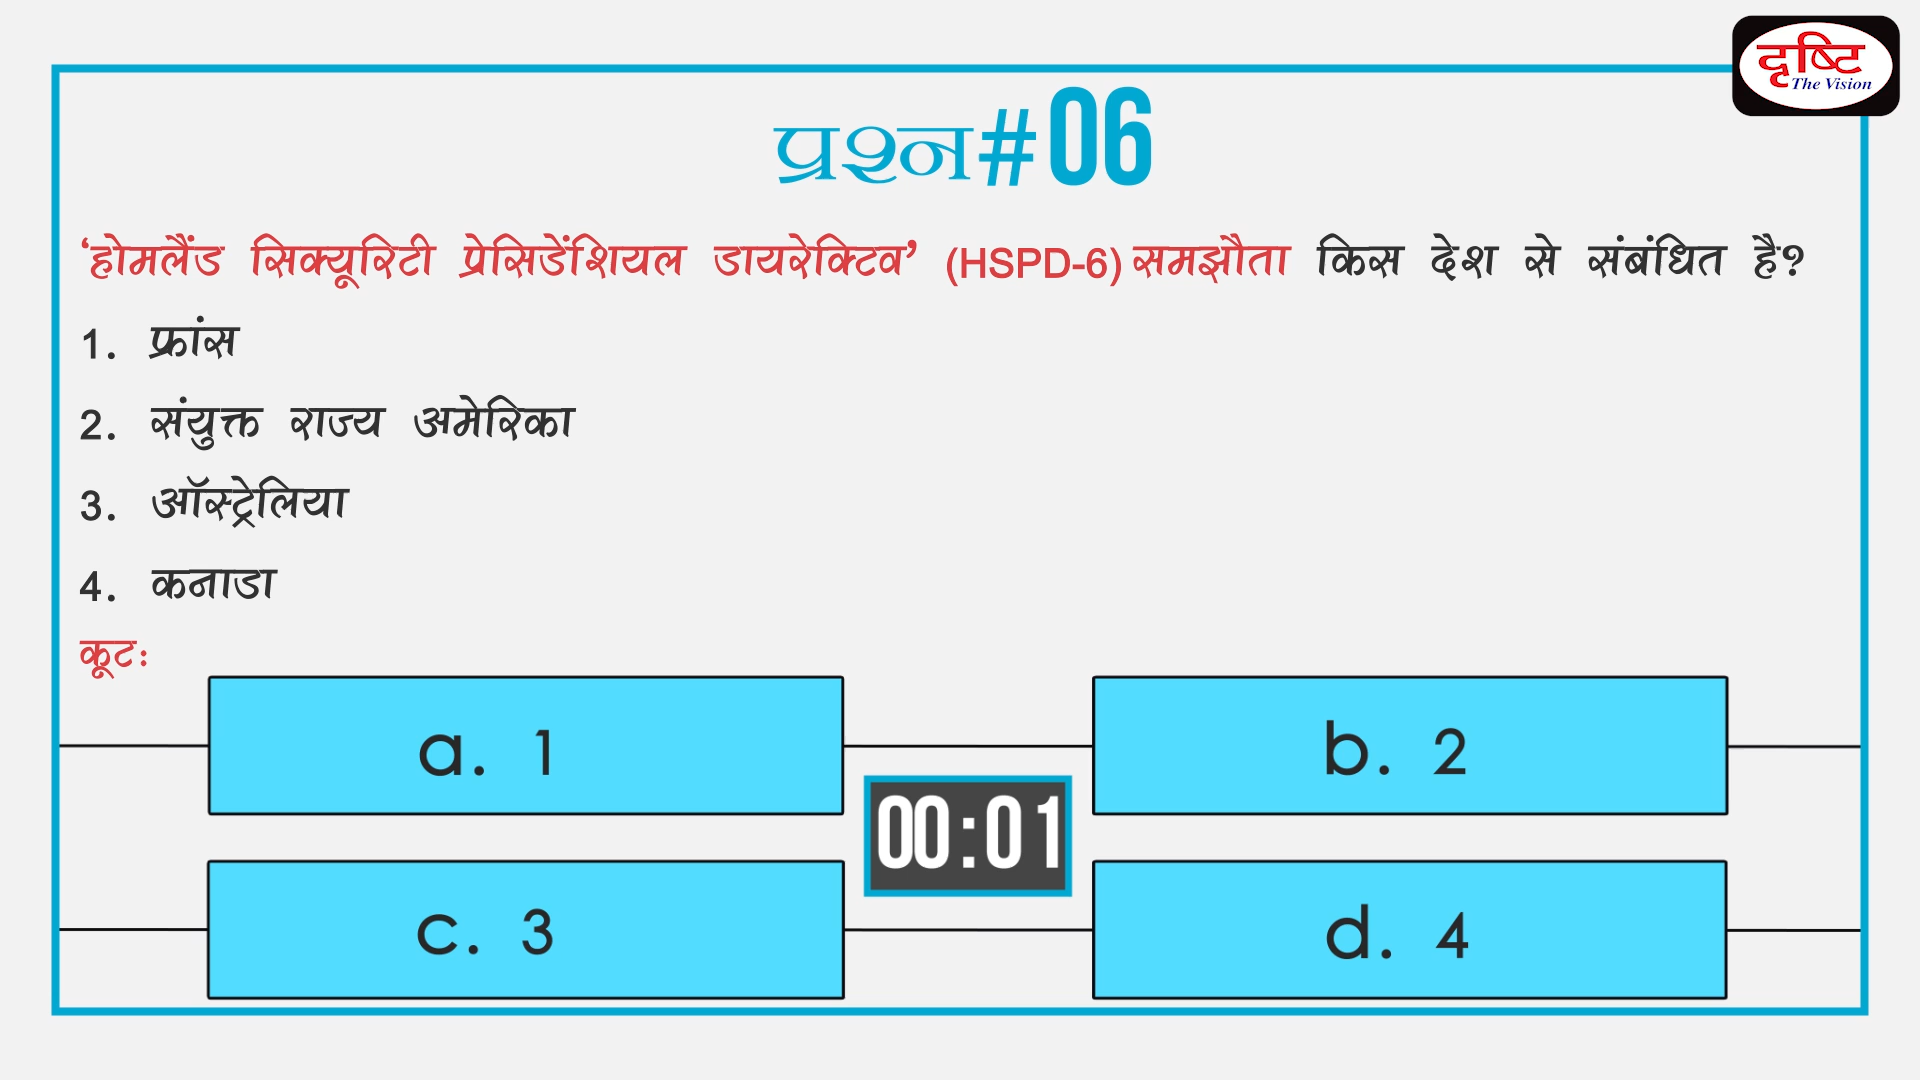 दृष्टि
The Vision
प्रश्न#06
‘होमलैंड सिक्यूरिटी प्रेसिडेंशियल डायरेक्टिव’ (HSPD-6) समझौता किस देश से संबंधित है?
1. फ्रांस
2. संयुक्त राज्य अमेरिका
3. ऑस्ट्रेलिया
4. कनाडा
कूटः
a. 1
b. 2
00:01
c. 3
d. 4